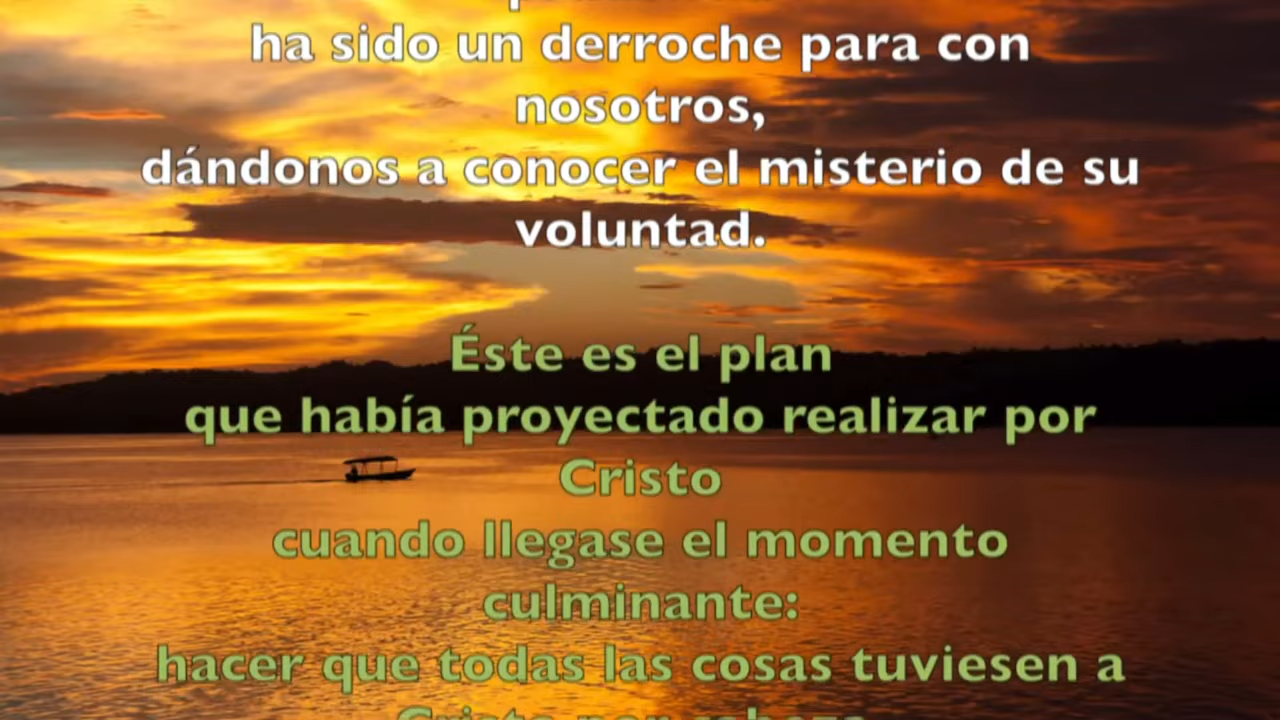 ha sido un derroche para con
nosotros,
dándonos a conocer el misterio de su
voluntad.
Éste es el plan
que había proyectado realizar por
Cristo
cuando llegase el momento
culminante:
hacer que todas las cosas tuviesen a